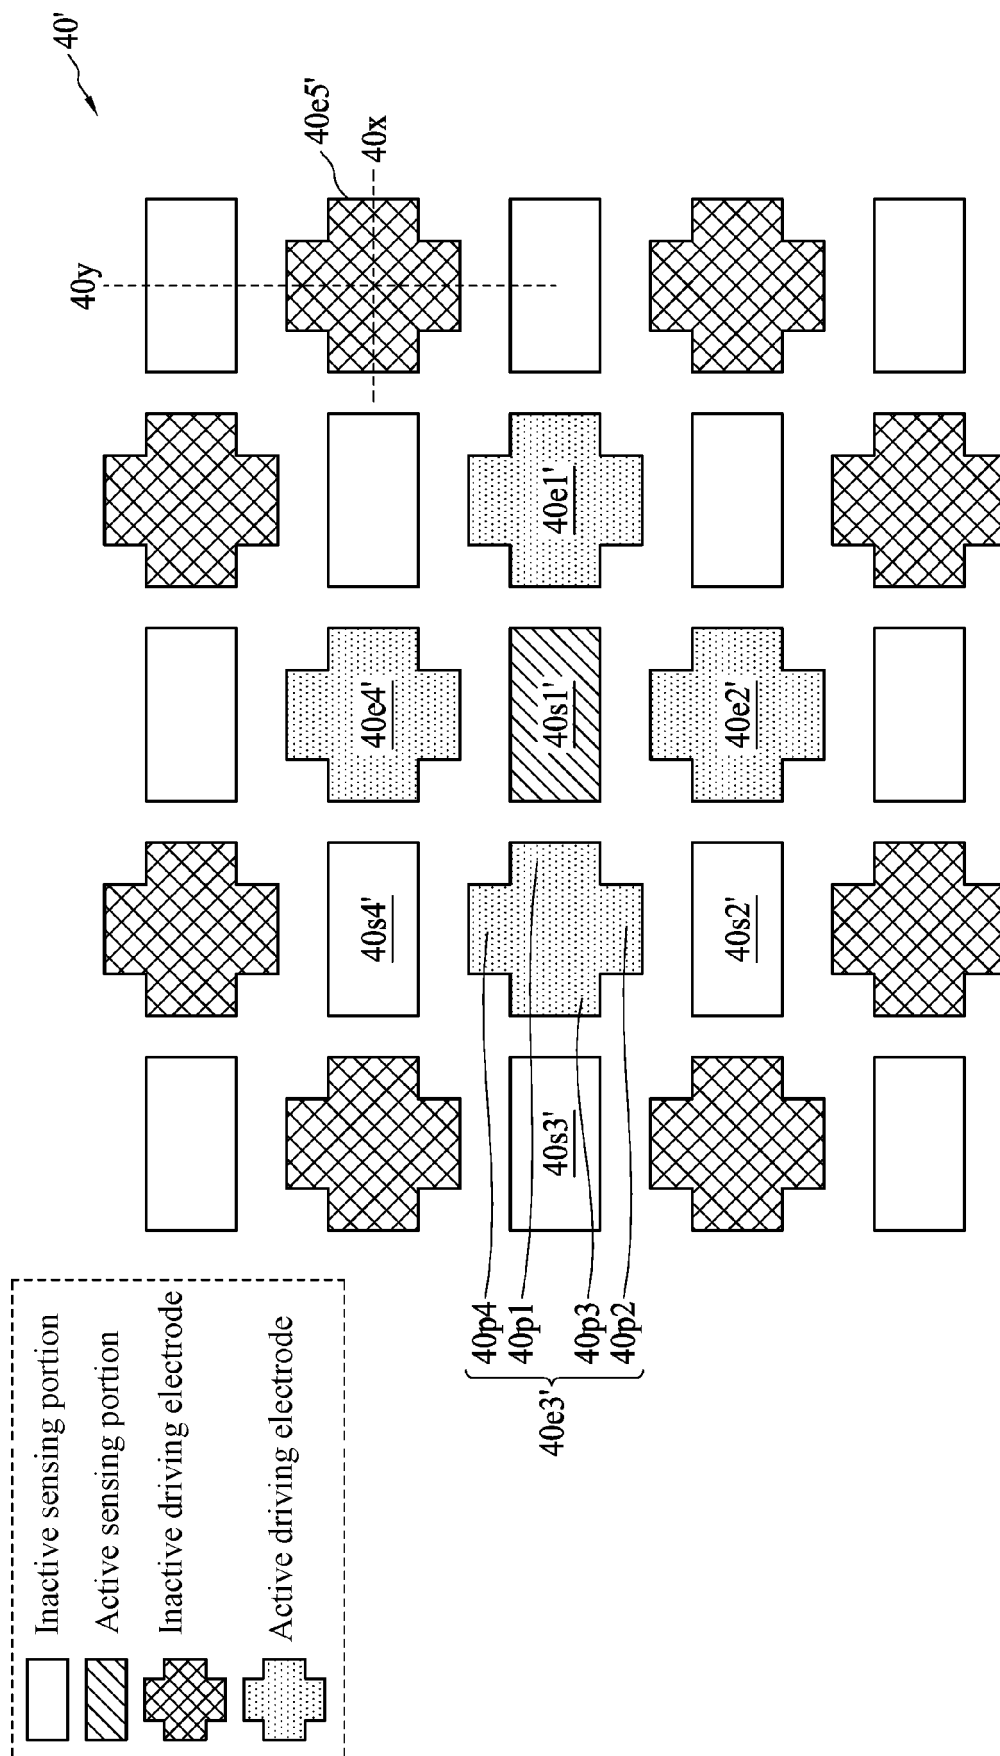 40'
40y
40e5'
40x
40e1'
40e4'
40s1'
40e2'
40s4'
40s2'
40s3'
40p4
40p1
40p3
40p2
40e3'
Inactive sensing portion
Active sensing portion
Inactive driving electrode
Active driving electrode